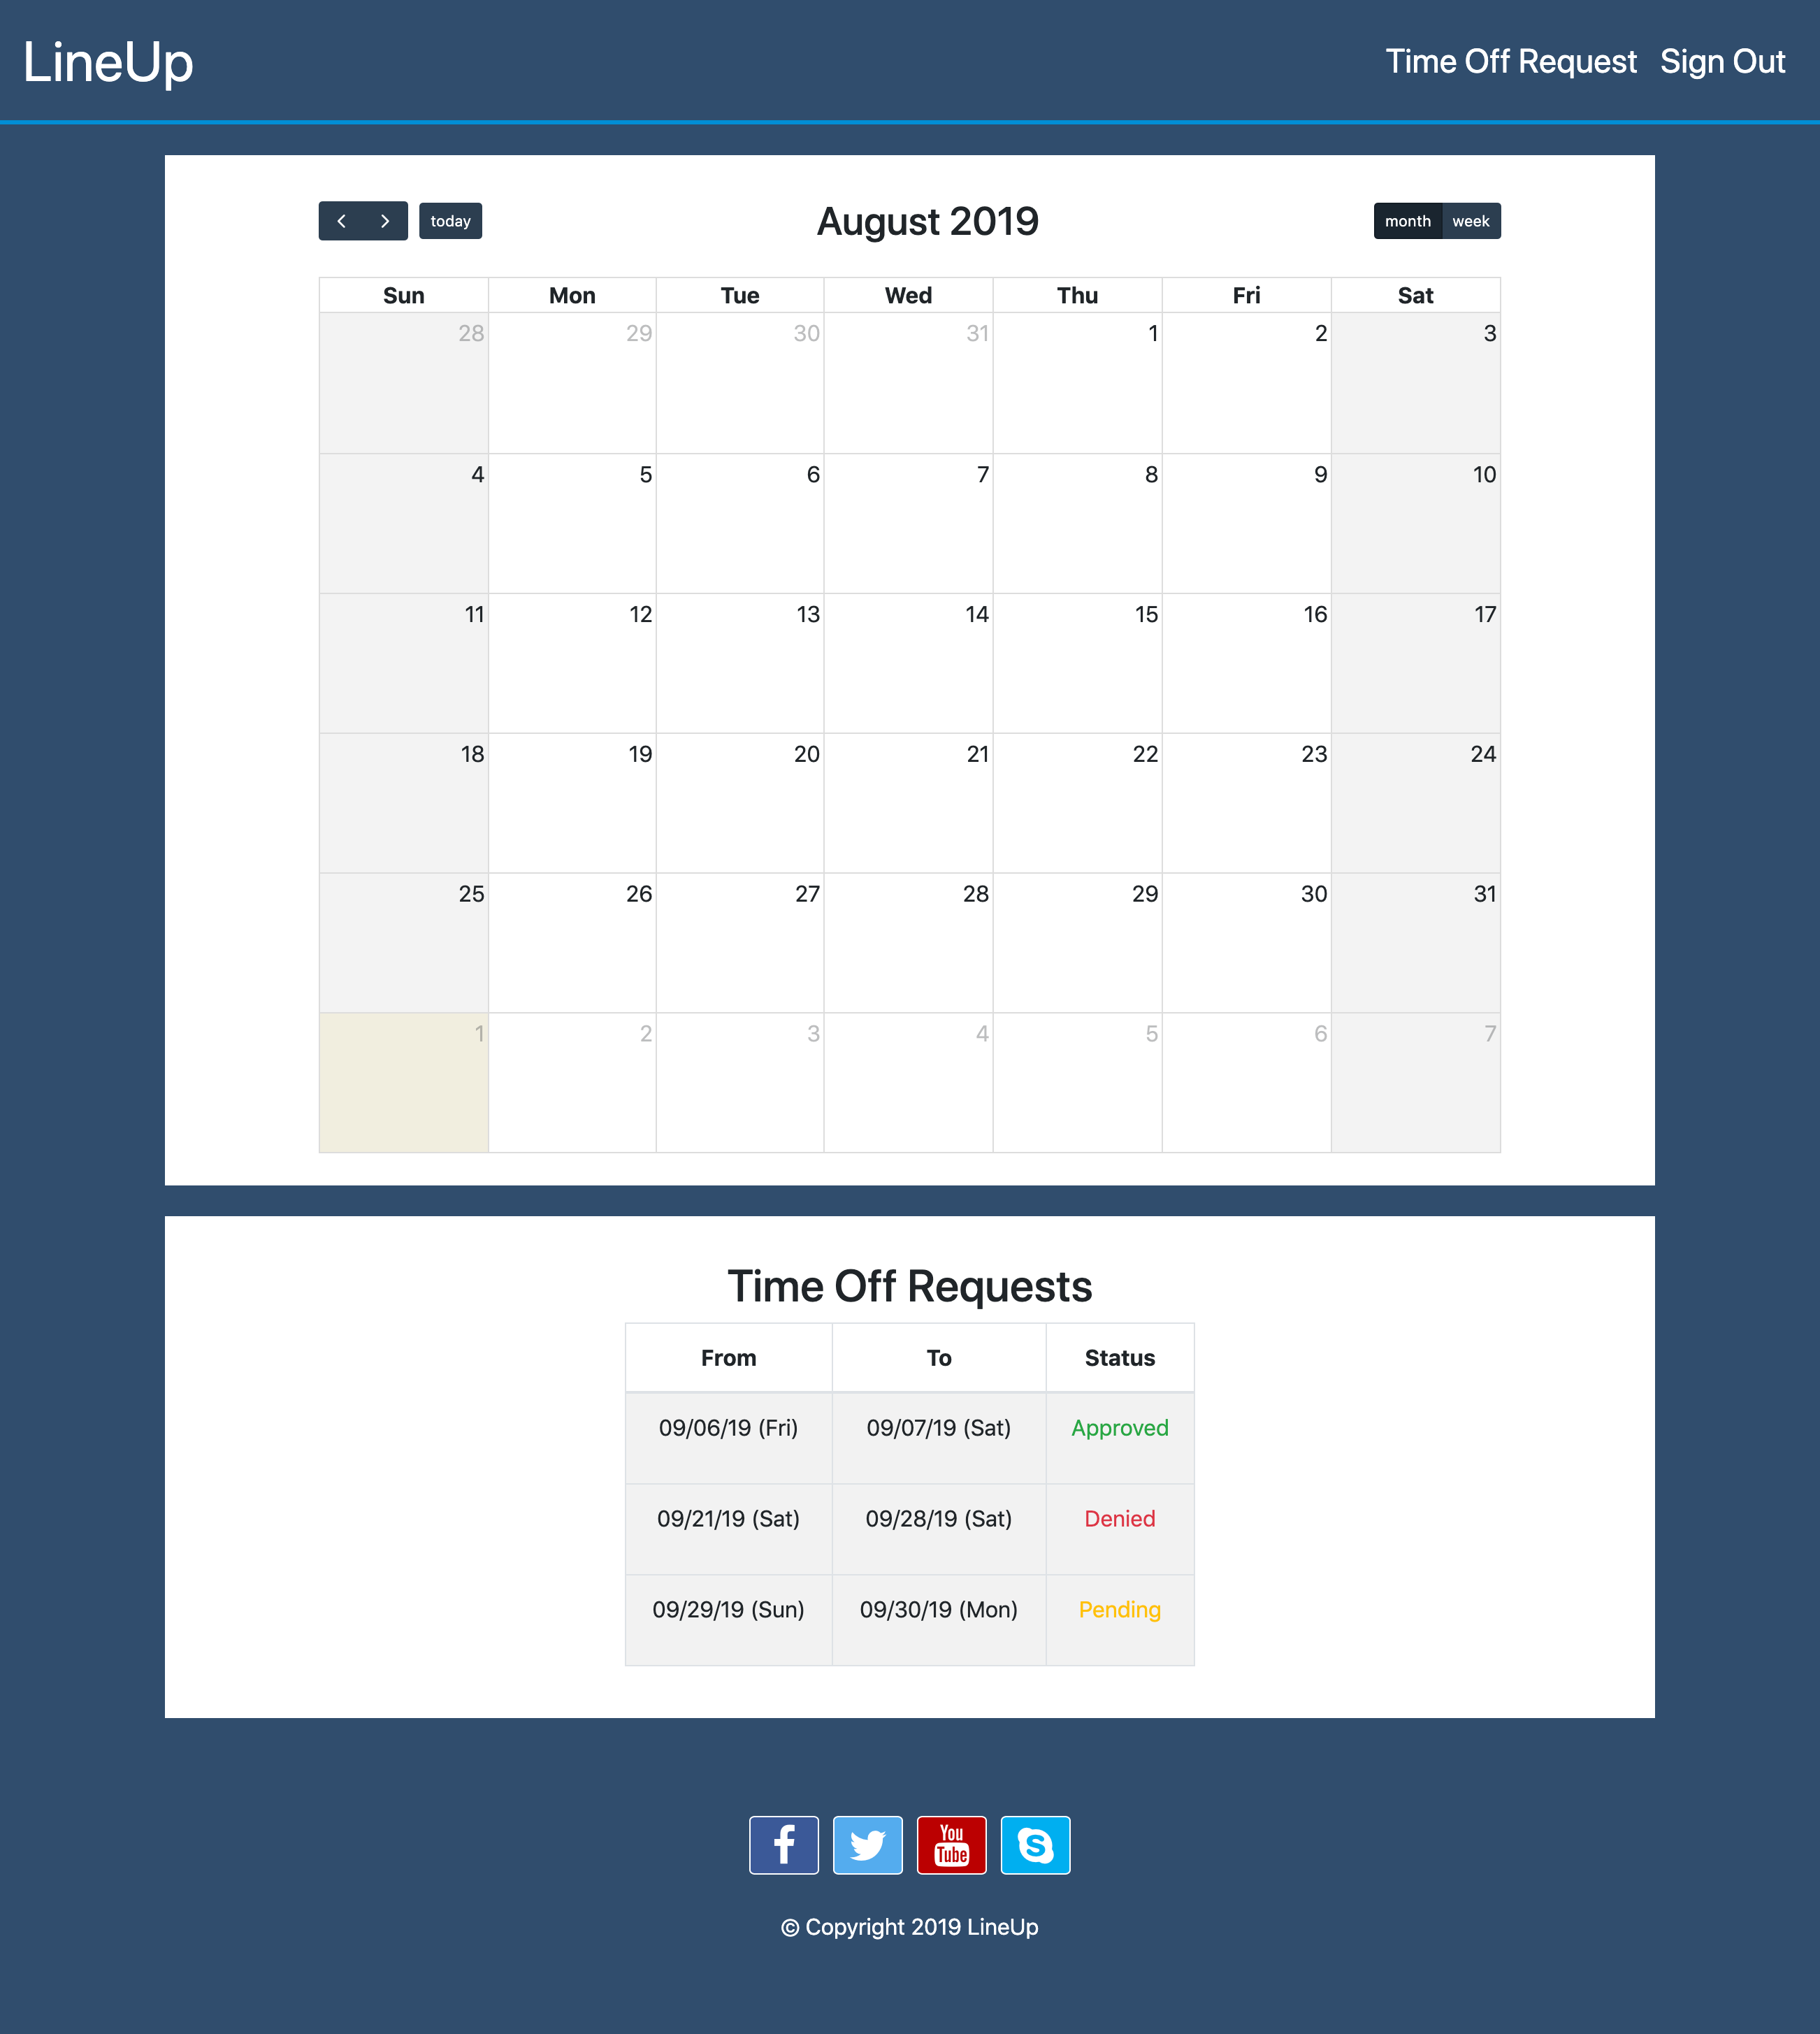 LineUp
Time Off Request Sign Out
today
August 2019
month week
Sun Mon Tue Wed Thu Fri Sat
28 29 30 31 1 2 3
4 5 6 7 8 9 10
11 12 13 14 15 16 17
18 19 20 21 22 23 24
25 26 27 28 29 30 31
1 2 3 4 5 6 7
Time Off Requests
From To Status
09/06/19 (Fri) 09/07/19 (Sat) Approved
09/21/19 (Sat) 09/28/19 (Sat) Denied
09/29/19 (Sun) 09/30/19 (Mon) Pending
You
Tube
© Copyright 2019 LineUp